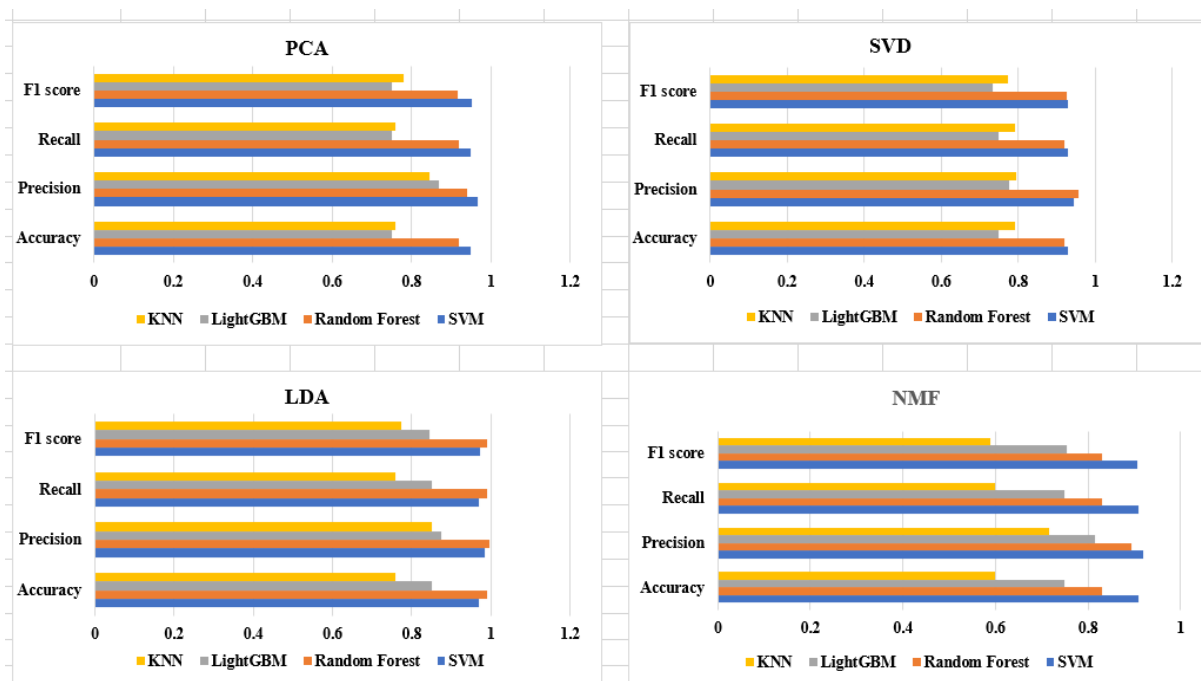 PCA
F1 score
Recall
Precision
Accuracy
0 0.2 0.4 0.6 0.8 1 1.2
KNN LightGBM Random Forest SVM
SVD
F1 score
Recall
Precision
Accuracy
0 0.2 0.4 0.6 0.8 1 1.2
KNN LightGBM Random Forest SVM
LDA
F1 score
Recall
Precision
Accuracy
0 0.2 0.4 0.6 0.8 1 1.2
KNN LightGBM Random Forest SVM
NMF
F1 score
Recall
Precision
Accuracy
0 0.2 0.4 0.6 0.8 1
KNN LightGBM Random Forest SVM